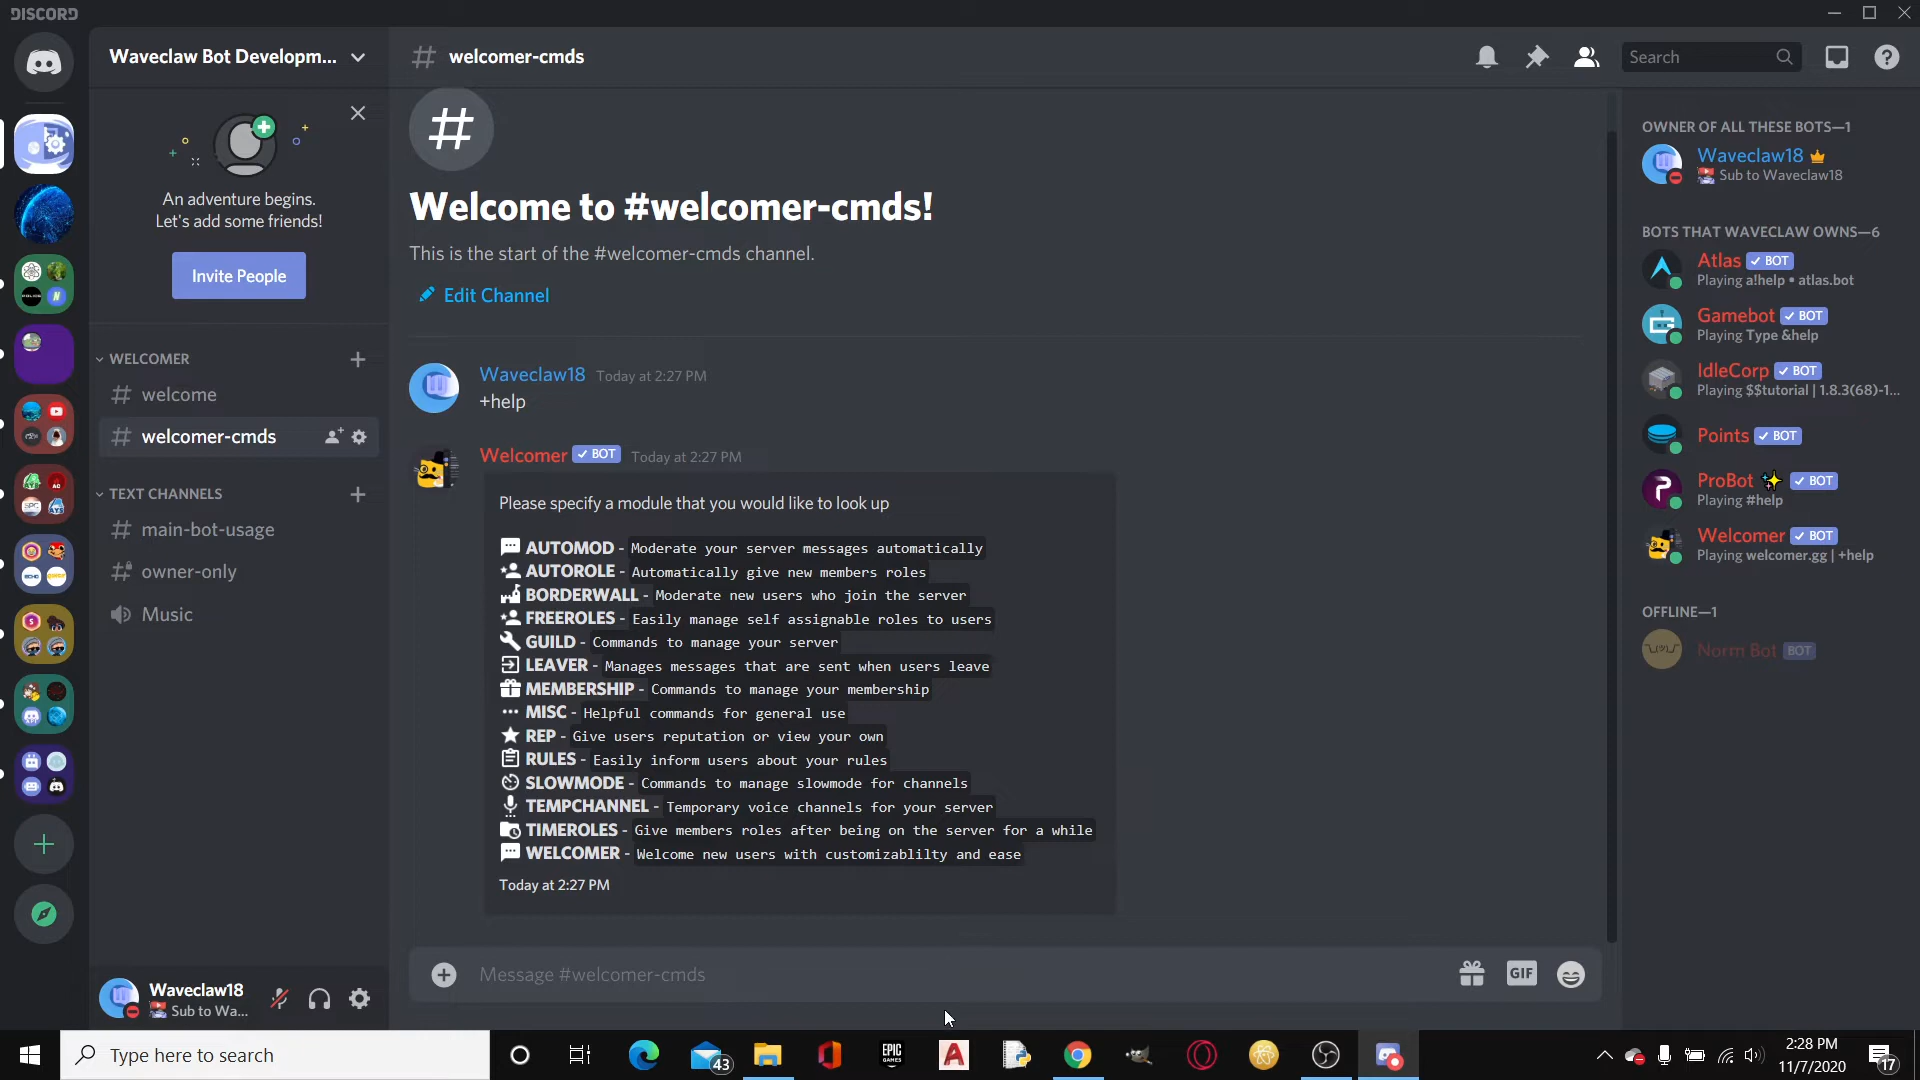 DISCORD
Waveclaw Bot Developm...
# welcomer-cmds
Search
An adventure begins.
Let's add some friends!
Invite People
WELCOMER
welcome
welcomer-cmds
TEXT CHANNELS
main-bot-usage
owner-only
Music
Waveclaw18
Sub to Wa...
Welcome to #welcomer-cmds!
This is the start of the #welcomer-cmds channel.
Edit Channel
Waveclaw18 Today at 2:27 PM
+help
Welcomer BOT Today at 2:27 PM
Please specify a module that you would like to look up
AUTOMOD - Moderate your server messages automatically
AUTOROLE - Automatically give new members roles
BORDERWALL - Moderate new users who join the server
FREEROLES - Easily manage self assignable roles to users
GUILD - Commands to manage your server
LEAVER - Manages messages that are sent when users leave
MEMBERSHIP - Commands to manage your membership
MISC - Helpful commands for general use
REP - Give users reputation or view your own
RULES - Easily inform users about your rules
SLOWMODE - Commands to manage slowmode for channels
TEMPCHANNEL - Temporary voice channels for your server
TIMEROLES - Give members roles after being on the server for a while
WELCOMER - Welcome new users with customizablilty and ease
Today at 2:27 PM
Message #welcomer-cmds
GIF
OWNER OF ALL THESE BOTS—1
Waveclaw18
Sub to Waveclaw18
BOTS THAT WAVECLAW OWNS—6
Atlas BOT
Playing a!help • atlas.bot
Gamebot BOT
Playing Type &help
IdleCorp BOT
Playing $$tutorial | 1.8.3(68)-1...
Points BOT
ProBot ✨ BOT
Playing #help
Welcomer BOT
Playing welcomer.gg | +help
OFFLINE—1
Norm Bot BOT
Type here to search
43
EPIC
GAMES
2:28 PM
11/7/2020
17